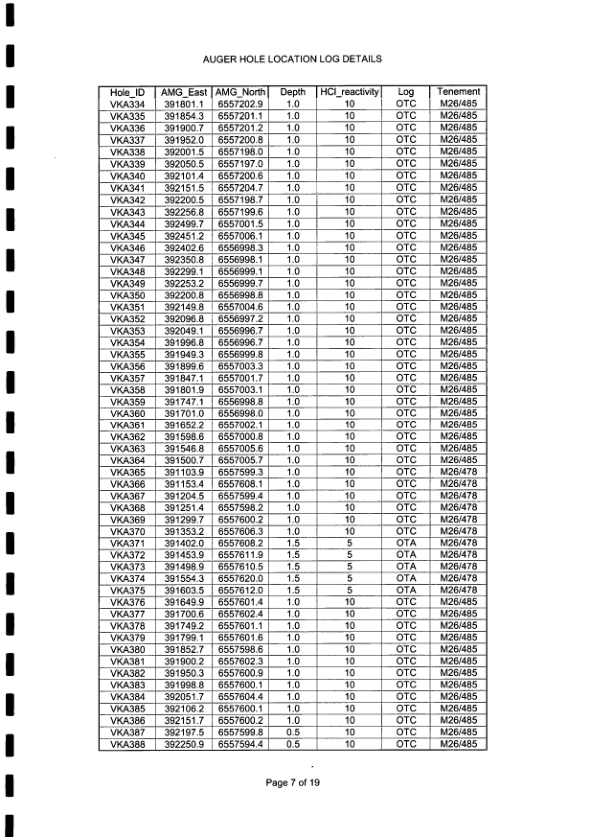 AUGER HOLE LOCATION LOG DETAILS
Hole_ID AMG_East AMG_North Depth HCl_reactivity Log Tenement
VKA334 391801.1 6557202.9 1.0 10 OTC M26/485
VKA335 391854.3 6557201.1 1.0 10 OTC M26/485
VKA336 391900.7 6557201.2 1.0 10 OTC M26/485
VKA337 391952.0 6557200.8 1.0 10 OTC M26/485
VKA338 392001.5 6557198.0 1.0 10 OTC M26/485
VKA339 392050.5 6557197.0 1.0 10 OTC M26/485
VKA340 392101.4 6557200.6 1.0 10 OTC M26/485
VKA341 392151.5 6557204.7 1.0 10 OTC M26/485
VKA342 392200.5 6557198.7 1.0 10 OTC M26/485
VKA343 392256.8 6557199.6 1.0 10 OTC M26/485
VKA344 392499.7 6557001.5 1.0 10 OTC M26/485
VKA345 392451.2 6557006.1 1.0 10 OTC M26/485
VKA346 392402.6 6556998.3 1.0 10 OTC M26/485
VKA347 392350.8 6556998.1 1.0 10 OTC M26/485
VKA348 392299.1 6556999.1 1.0 10 OTC M26/485
VKA349 392253.2 6556999.7 1.0 10 OTC M26/485
VKA350 392200.8 6556998.8 1.0 10 OTC M26/485
VKA351 392149.8 6557004.6 1.0 10 OTC M26/485
VKA352 392096.8 6556997.2 1.0 10 OTC M26/485
VKA353 392049.1 6556996.7 1.0 10 OTC M26/485
VKA354 391996.8 6556996.7 1.0 10 OTC M26/485
VKA355 391949.3 6556999.8 1.0 10 OTC M26/485
VKA356 391899.6 6557003.3 1.0 10 OTC M26/485
VKA357 391847.1 6557001.7 1.0 10 OTC M26/485
VKA358 391801.9 6557003.1 1.0 10 OTC M26/485
VKA359 391747.1 6556998.8 1.0 10 OTC M26/485
VKA360 391701.0 6556998.0 1.0 10 OTC M26/485
VKA361 391652.2 6557002.1 1.0 10 OTC M26/485
VKA362 391598.6 6557000.8 1.0 10 OTC M26/485
VKA363 391546.8 6557005.6 1.0 10 OTC M26/485
VKA364 391500.7 6557005.7 1.0 10 OTC M26/485
VKA365 391103.9 6557599.3 1.0 10 OTC M26/478
VKA366 391153.4 6557608.1 1.0 10 OTC M26/478
VKA367 391204.5 6557599.4 1.0 10 OTC M26/478
VKA368 391251.4 6557598.2 1.0 10 OTC M26/478
VKA369 391299.7 6557600.2 1.0 10 OTC M26/478
VKA370 391353.2 6557606.3 1.0 10 OTC M26/478
VKA371 391402.0 6557608.2 1.5 5 OTA M26/478
VKA372 391453.9 6557611.9 1.5 5 OTA M26/478
VKA373 391498.9 6557610.5 1.5 5 OTA M26/478
VKA374 391554.3 6557620.0 1.5 5 OTA M26/478
VKA375 391603.5 6557612.0 1.5 5 OTA M26/478
VKA376 391649.9 6557601.4 1.0 10 OTC M26/485
VKA377 391700.6 6557602.4 1.0 10 OTC M26/485
VKA378 391749.2 6557601.1 1.0 10 OTC M26/485
VKA379 391799.1 6557601.6 1.0 10 OTC M26/485
VKA380 391852.7 6557598.6 1.0 10 OTC M26/485
VKA381 391900.2 6557602.3 1.0 10 OTC M26/485
VKA382 391950.3 6557600.9 1.0 10 OTC M26/485
VKA383 391998.8 6557600.1 1.0 10 OTC M26/485
VKA384 392051.7 6557604.4 1.0 10 OTC M26/485
VKA385 392106.2 6557600.1 1.0 10 OTC M26/485
VKA386 392151.7 6557600.2 1.0 10 OTC M26/485
VKA387 392197.5 6557599.8 0.5 10 OTC M26/485
VKA388 392250.9 6557594.4 0.5 10 OTC M26/485
Page 7 of 19